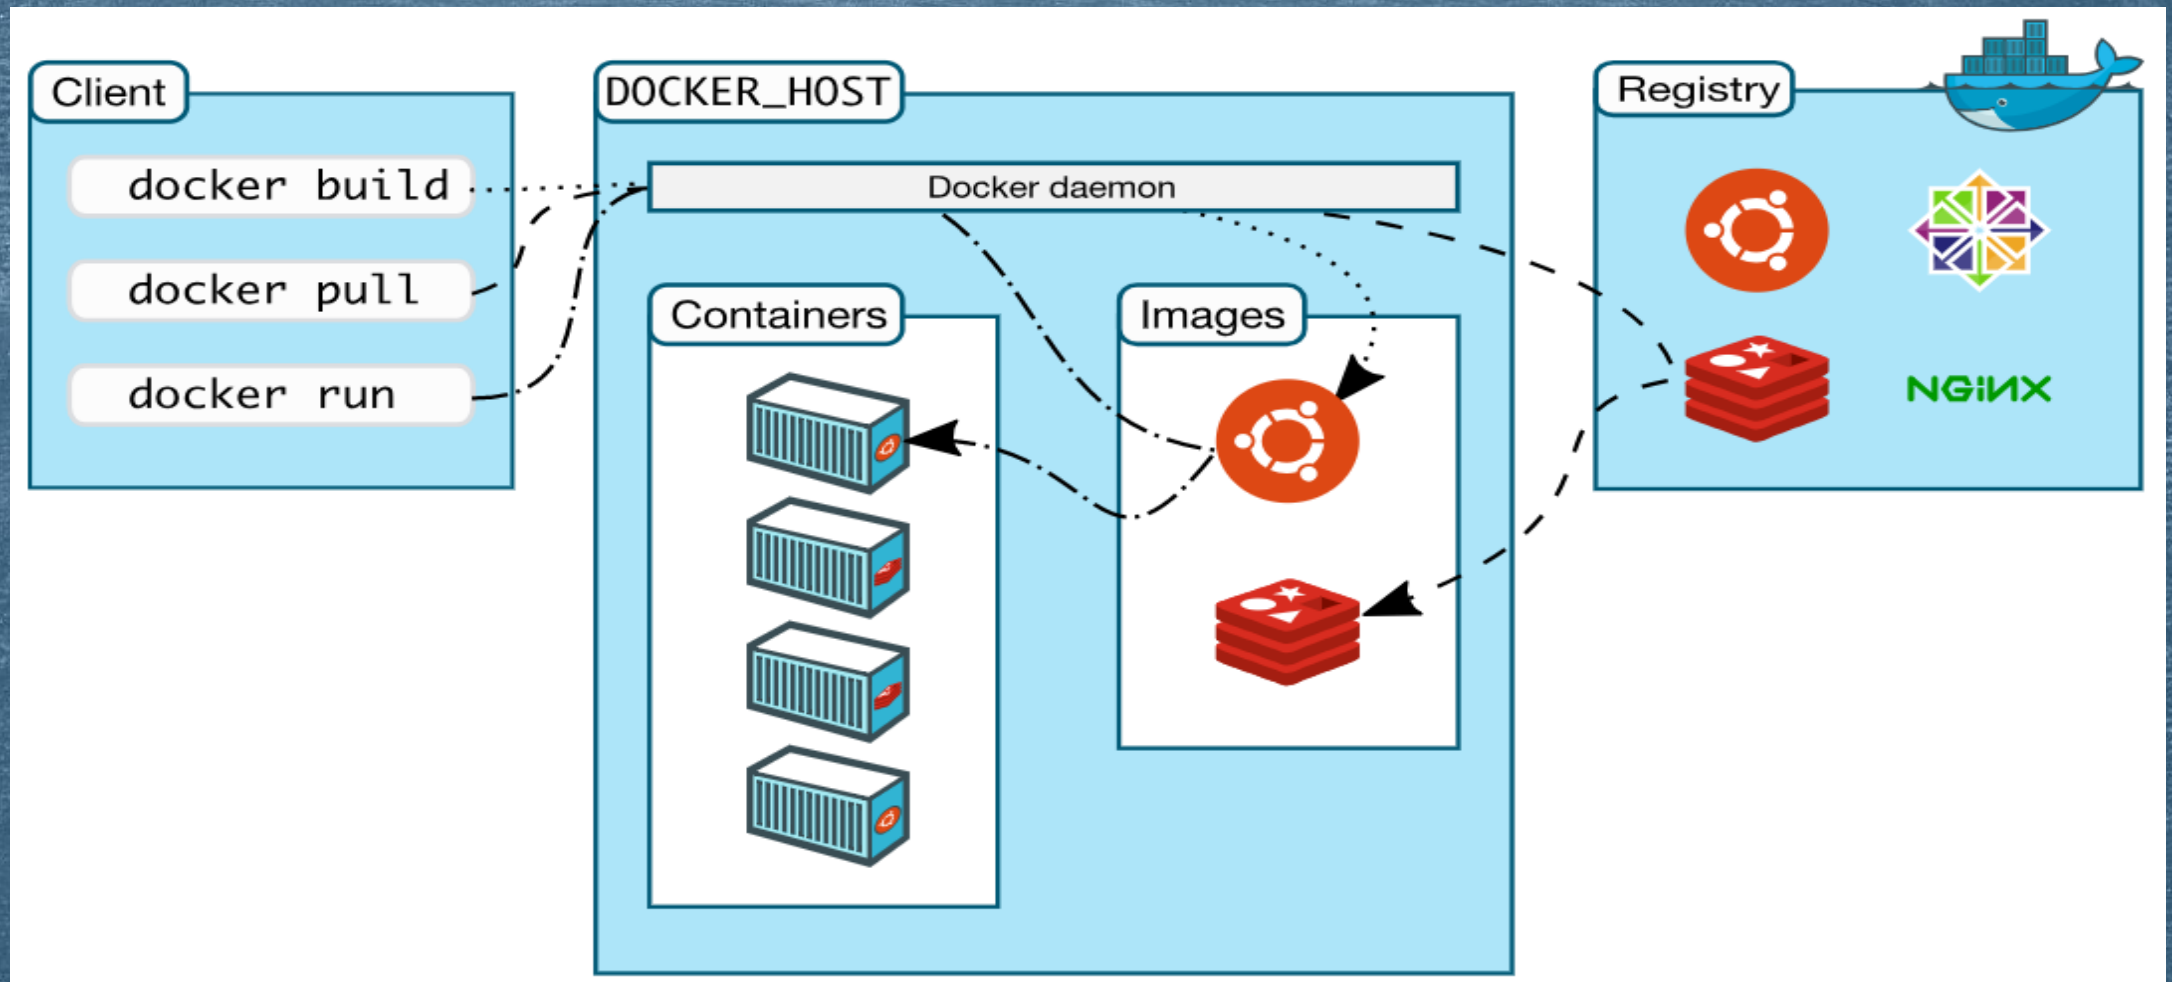 Client
docker build
docker pull
docker run
DOCKER_HOST
Docker daemon
Containers
Images
Registry
NGiNX